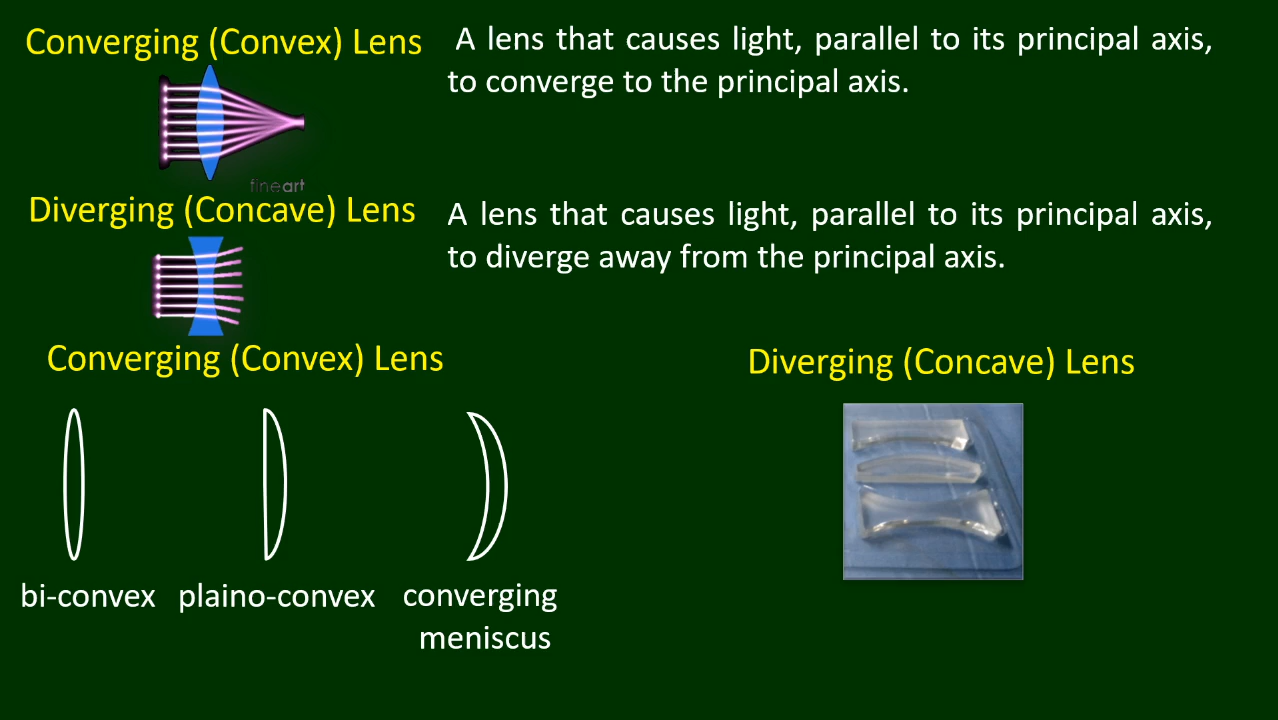 Converging (Convex) Lens
A lens that causes light, parallel to its principal axis,
to converge to the principal axis.
fineart
Diverging (Concave) Lens
A lens that causes light, parallel to its principal axis,
to diverge away from the principal axis.
Converging (Convex) Lens
Diverging (Concave) Lens
bi-convex
plaino-convex
converging
meniscus